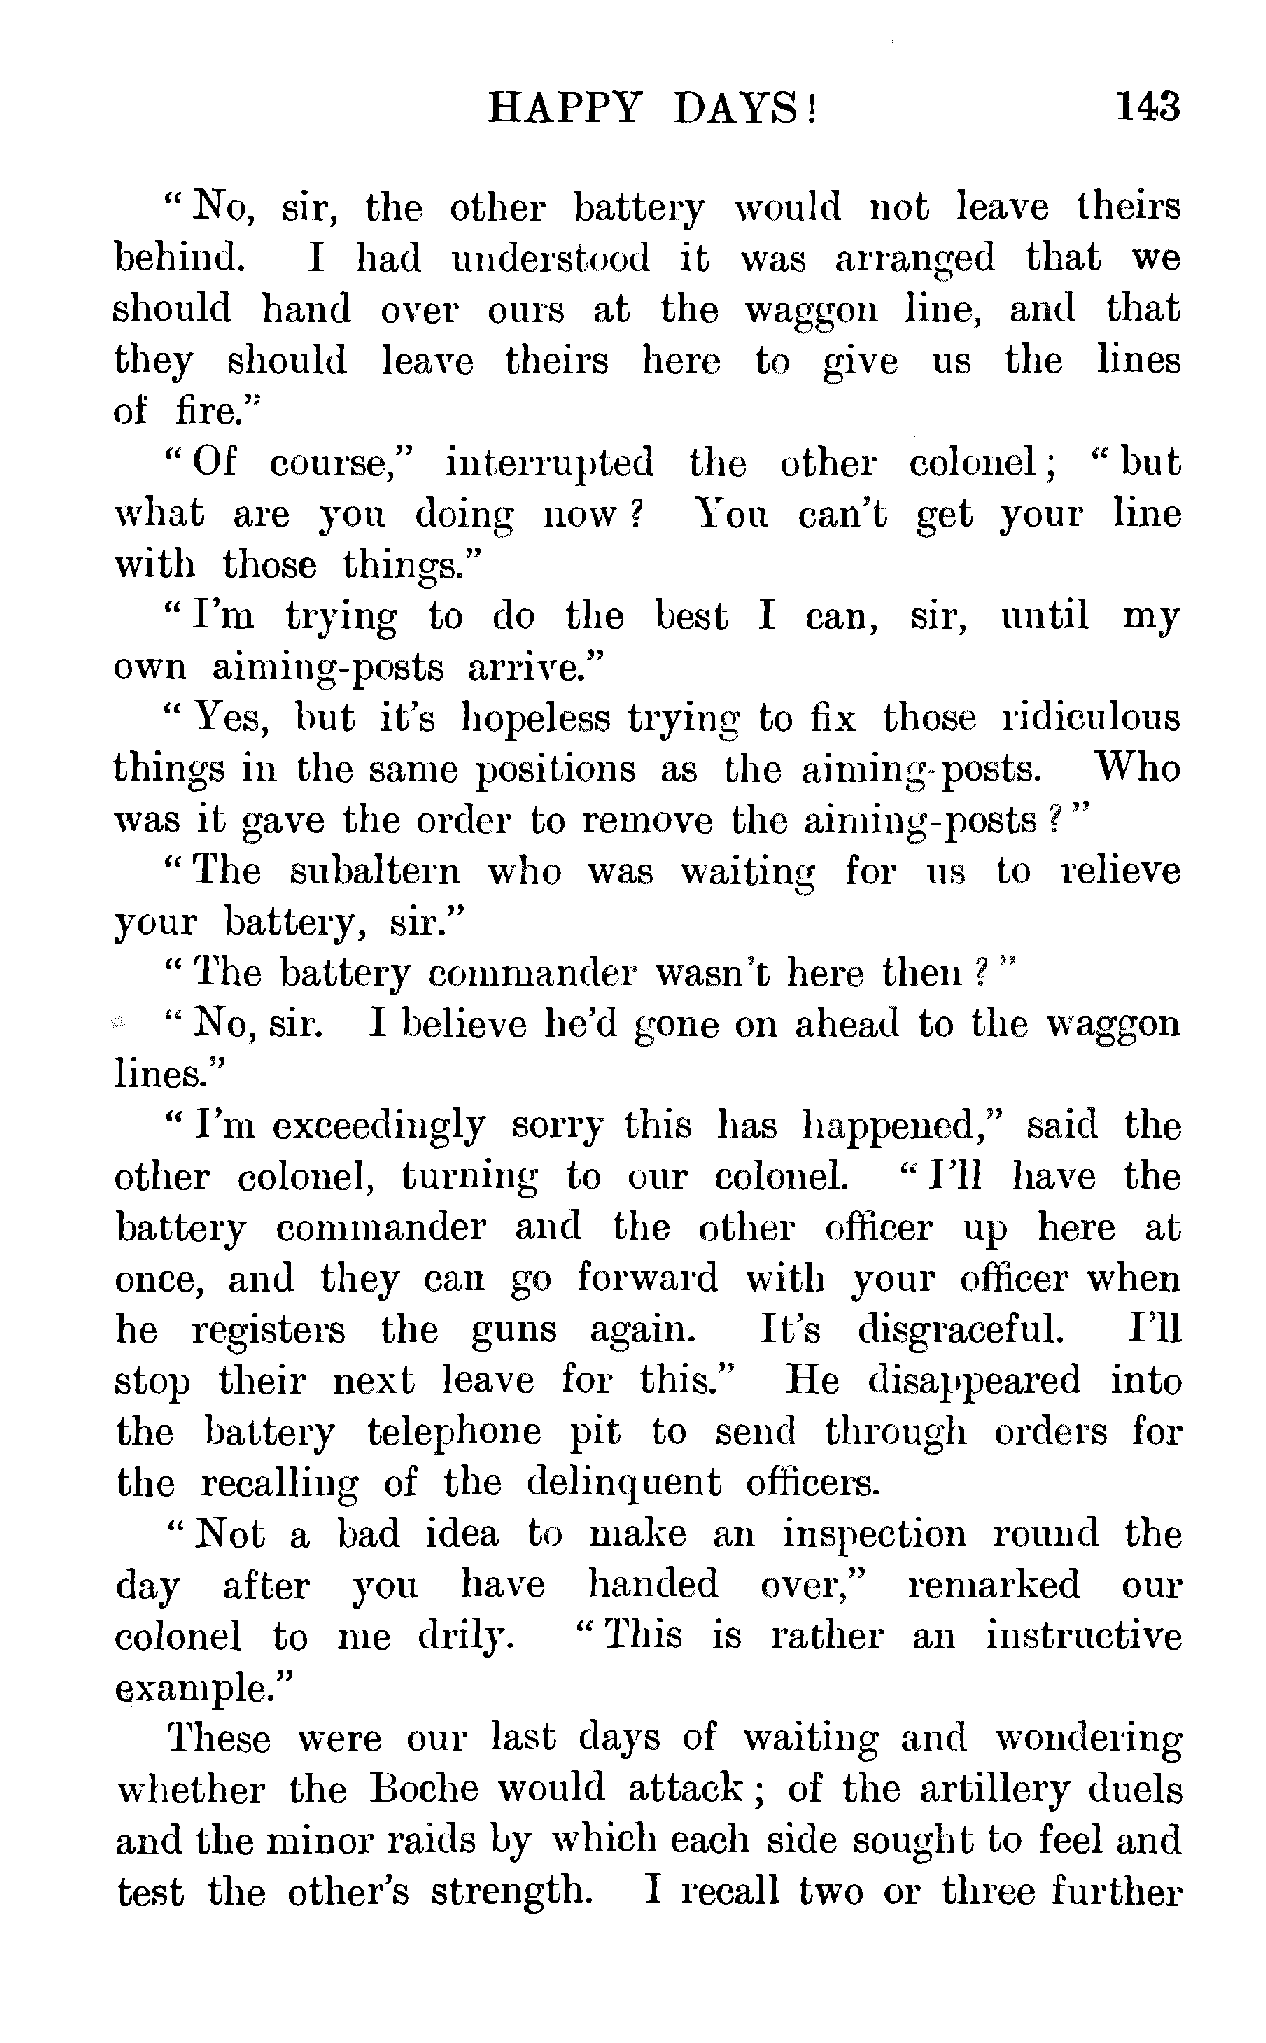 HAPPY DAYS! 143
“ No, sir, the other battery would not leave theirs
behind. I had understood it was arranged that we
should hand over ours at the waggon line, and that
they should leave theirs here to give us the lines
of fire.”
“ Of course,” interrupted the other colonel ; “ but
what are you doing now ? You can’t get your line
with those things.”
“ I’m trying to do the best I can, sir, until my
own aiming-posts arrive.”
“ Yes, but it’s hopeless trying to fix those ridiculous
things in the same positions as the aiming-posts. Who
was it gave the order to remove the aiming-posts ? ”
“ The subaltern who was waiting for us to relieve
your battery, sir.”
“ The battery commander wasn’t here then ? ”
“ No, sir. I believe he’d gone on ahead to the waggon
lines.”
“ I’m exceedingly sorry this has happened,” said the
other colonel, turning to our colonel. “ I’ll have the
battery commander and the other officer up here at
once, and they can go forward with your officer when
he registers the guns again. It’s disgraceful. I’ll
stop their next leave for this.” He disappeared into
the battery telephone pit to send through orders for
the recalling of the delinquent officers.
“ Not a bad idea to make an inspection round the
day after you have handed over,” remarked our
colonel to me drily. “ This is rather an instructive
example.”
These were our last days of waiting and wondering
whether the Boche would attack ; of the artillery duels
and the minor raids by which each side sought to feel and
test the other’s strength. I recall two or three further